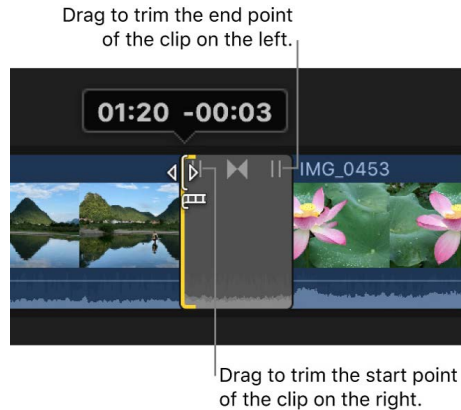 Drag to trim the end point
of the clip on the left.
01:20 -00:03
IMG_0453
Drag to trim the start point
of the clip on the right.